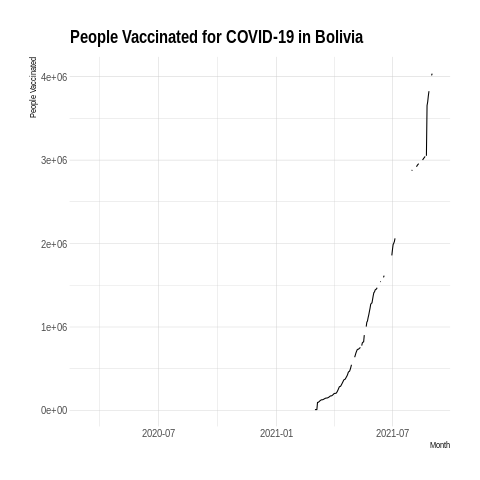 People Vaccinated for COVID-19 in Bolivia
People Vaccinated
4e+06
3e+06
2e+06
1e+06
0e+00
2020-07 2021-01 2021-07
Month